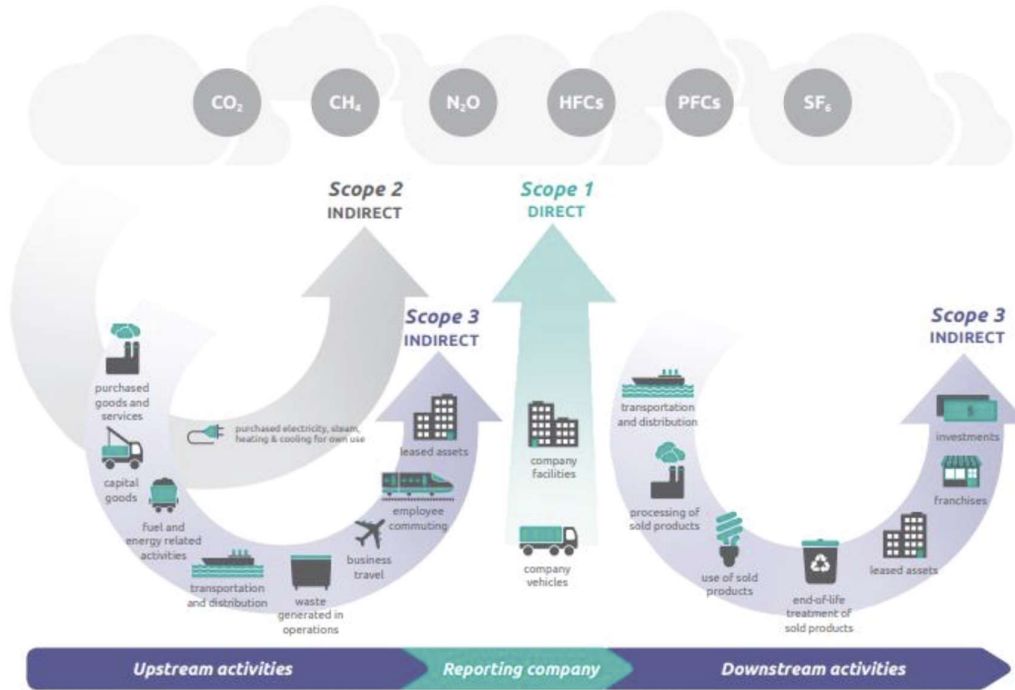 CO₂
CH₄
N₂O
HFCs
PFCs
SF₆
Scope 2
INDIRECT
Scope 1
DIRECT
Scope 3
INDIRECT
Scope 3
INDIRECT
purchased
goods and
services
capital
goods
fuel and
energy related
activities
transportation
and distribution
waste
generated in
operations
business
travel
employee
commuting
leased assets
purchased electricity, steam,
heating & cooling for own use
company
facilities
company
vehicles
transportation
and distribution
processing of
sold products
use of sold
products
end-of-life
treatment of
sold products
leased assets
franchises
investments
Upstream activities
Reporting company
Downstream activities